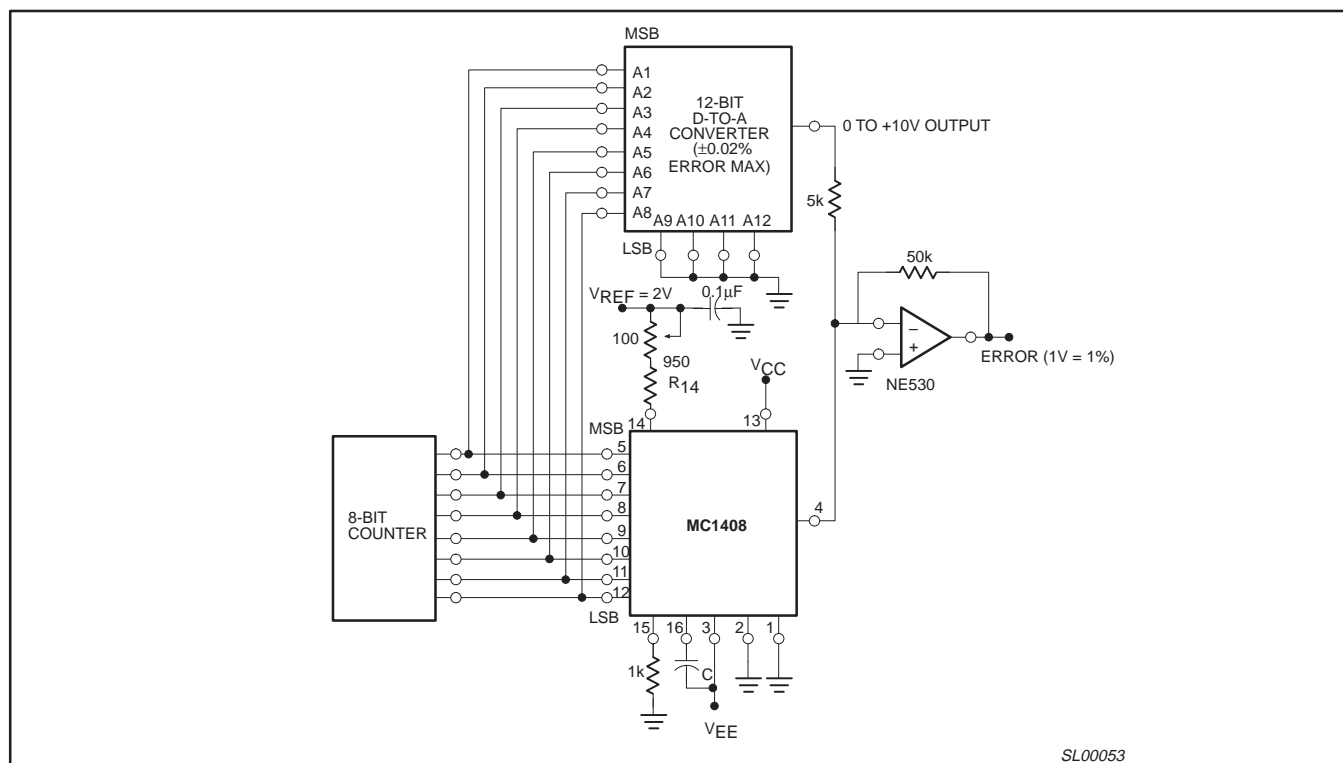 MSB
A1
A2
A3
A4
A5
A6
A7
A8
12-BIT
D-TO-A
CONVERTER
(±0.02%
ERROR MAX)
0 TO +10V OUTPUT
A9 A10 A11 A12
LSB
5k
50k
VREF = 2V
0.1µF
100
950
R14
VCC
–
+
NE530
ERROR (1V = 1%)
14
13
MSB
5
6
7
8
9
10
11
12
LSB
8-BIT
COUNTER
MC1408
4
15
16
3
2
1
1k
C
VEE
SL00053